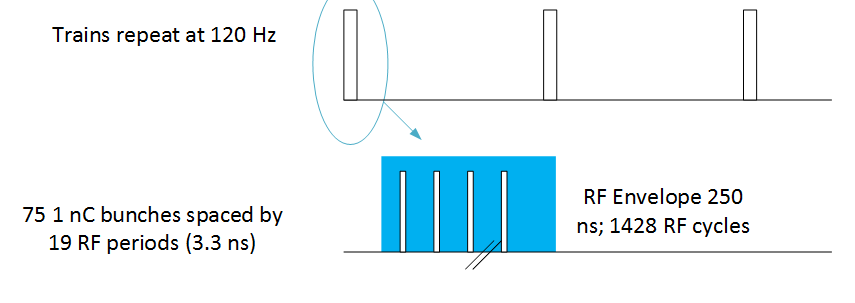 Trains repeat at 120 Hz
75 1 nC bunches spaced by
19 RF periods (3.3 ns)
RF Envelope 250
ns; 1428 RF cycles